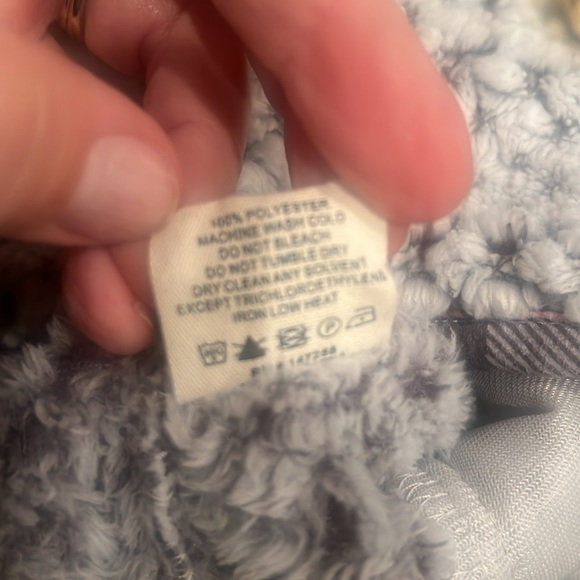 100% POLYESTER
MACHINE WASH COLD
DO NOT BLEACH
DO NOT TUMBLE DRY
DRY CLEAN ANY SOLVENT
EXCEPT TRICHLOROETHYLENE
IRON LOW HEAT